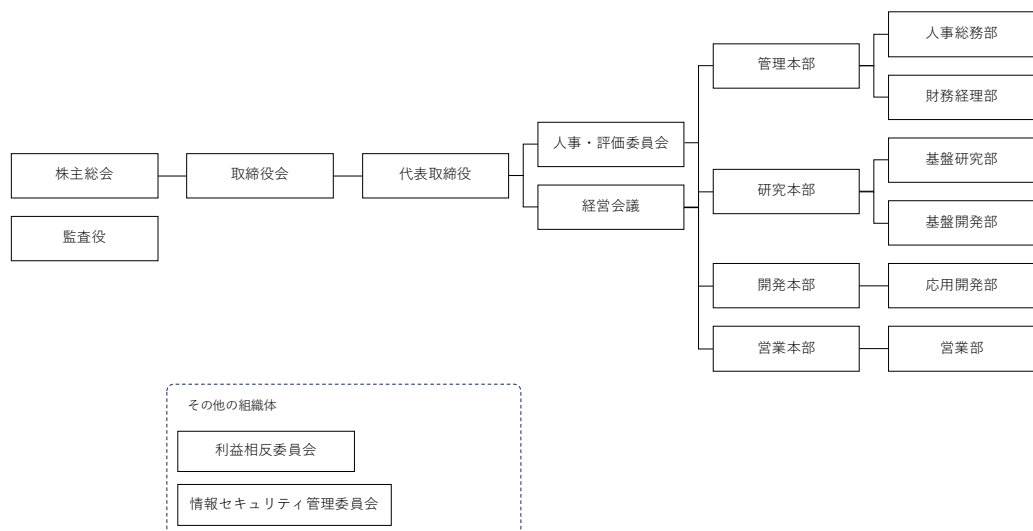 株主総会
監査役
取締役会
代表取締役
人事・評価委員会
経営会議
管理本部
人事総務部
財務経理部
研究本部
基盤研究部
基盤開発部
開発本部
応用開発部
営業本部
営業部
その他の組織体
利益相反委員会
情報セキュリティ管理委員会